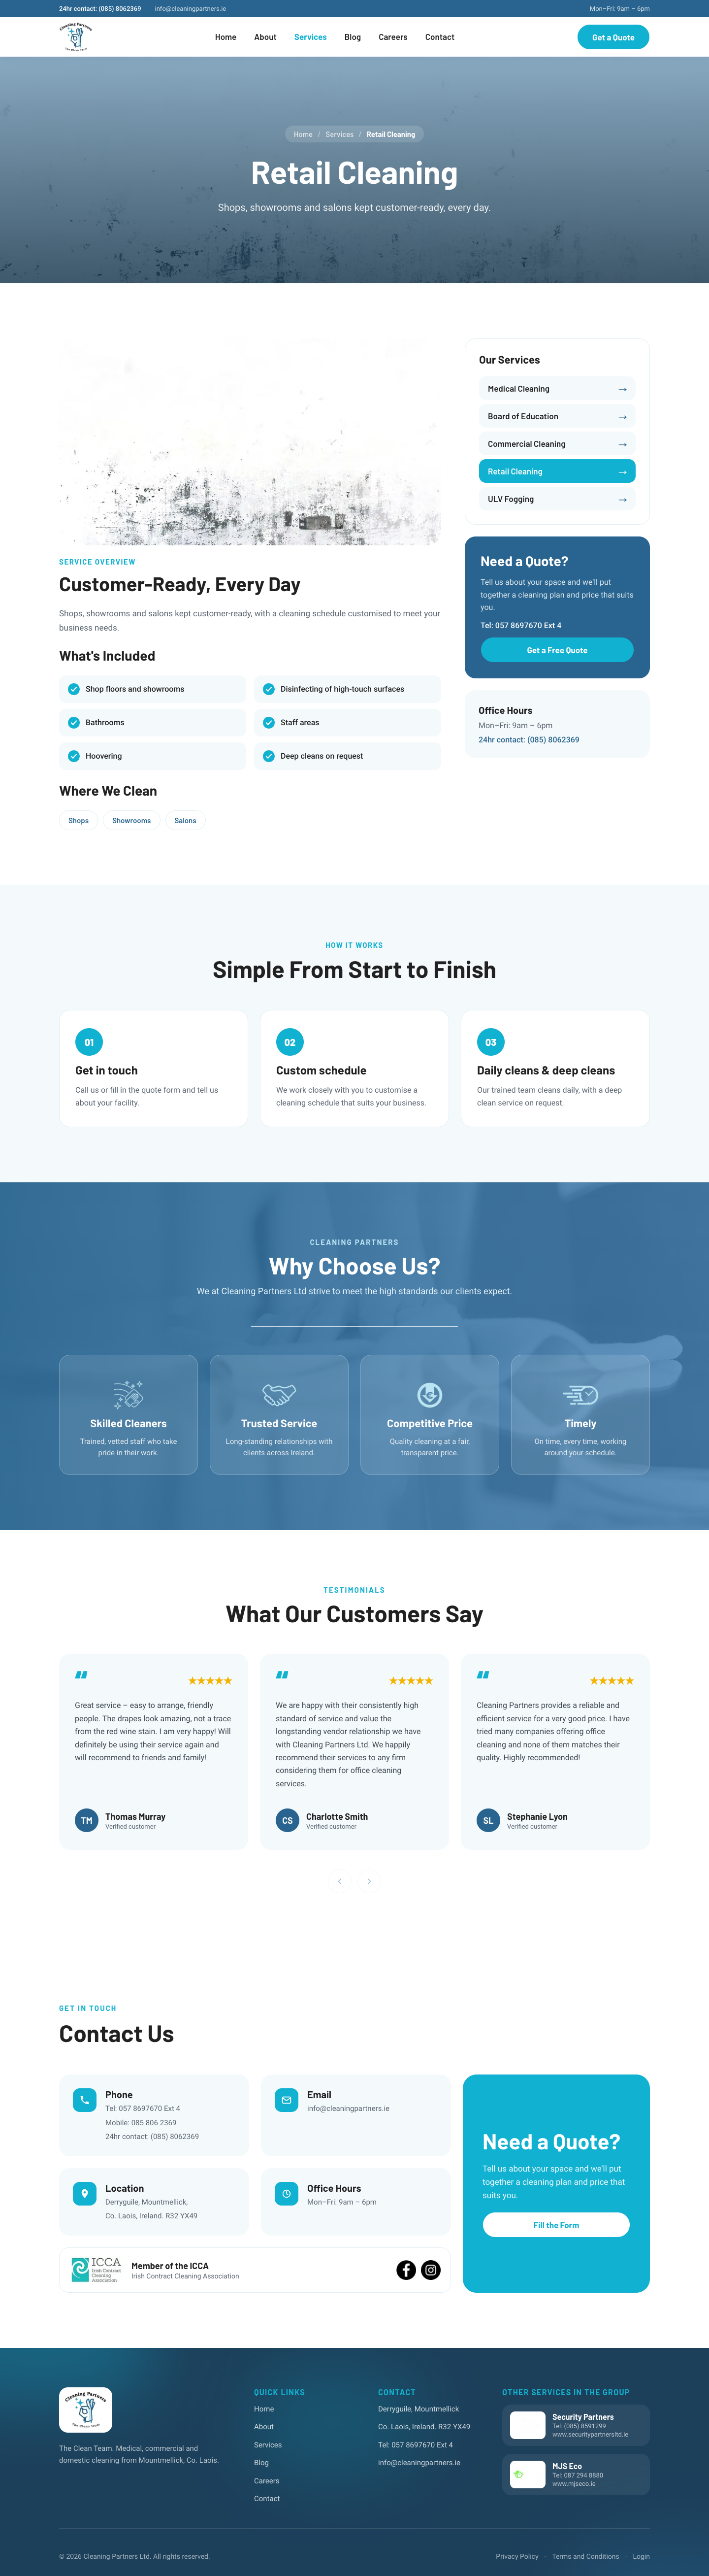 24hr contact: (085) 8062369 info@cleaningpartners.ie Mon–Fri: 9am – 6pm
Cleaning Partners
The Clean Team
Home About Services Blog Careers Contact
Get a Quote
Home / Services / Retail Cleaning
Retail Cleaning
Shops, showrooms and salons kept customer-ready, every day.
SERVICE OVERVIEW
Customer-Ready, Every Day
Shops, showrooms and salons kept customer-ready, with a cleaning schedule customised to meet your
business needs.
What's Included
Shop floors and showrooms
Disinfecting of high-touch surfaces
Bathrooms
Staff areas
Hoovering
Deep cleans on request
Where We Clean
Shops Showrooms Salons
Our Services
Medical Cleaning →
Board of Education →
Commercial Cleaning →
Retail Cleaning →
ULV Fogging →
Need a Quote?
Tell us about your space and we'll put
together a cleaning plan and price that suits
you.
Tel: 057 8697670 Ext 4
Get a Free Quote
Office Hours
Mon–Fri: 9am – 6pm
24hr contact: (085) 8062369
HOW IT WORKS
Simple From Start to Finish
01
Get in touch
Call us or fill in the quote form and tell us
about your facility.
02
Custom schedule
We work closely with you to customise a
cleaning schedule that suits your business.
03
Daily cleans & deep cleans
Our trained team cleans daily, with a deep
clean service on request.
CLEANING PARTNERS
Why Choose Us?
We at Cleaning Partners Ltd strive to meet the high standards our clients expect.
Skilled Cleaners
Trained, vetted staff who take
pride in their work.
Trusted Service
Long-standing relationships with
clients across Ireland.
Competitive Price
Quality cleaning at a fair,
transparent price.
Timely
On time, every time, working
around your schedule.
TESTIMONIALS
What Our Customers Say
" ★★★★★
Great service – easy to arrange, friendly
people. The drapes look amazing, not a trace
from the red wine stain. I am very happy! Will
definitely be using their service again and
will recommend to friends and family!
TM
Thomas Murray
Verified customer
" ★★★★★
We are happy with their consistently high
standard of service and value the
longstanding vendor relationship we have
with Cleaning Partners Ltd. We happily
recommend their services to any firm
considering them for office cleaning
services.
CS
Charlotte Smith
Verified customer
" ★★★★★
Cleaning Partners provides a reliable and
efficient service for a very good price. I have
tried many companies offering office
cleaning and none of them matches their
quality. Highly recommended!
SL
Stephanie Lyon
Verified customer
GET IN TOUCH
Contact Us
Phone
Tel: 057 8697670 Ext 4
Mobile: 085 806 2369
24hr contact: (085) 8062369
Email
info@cleaningpartners.ie
Location
Derryguile, Mountmellick,
Co. Laois, Ireland. R32 YX49
Office Hours
Mon–Fri: 9am – 6pm
ICCA
Irish Contract
Cleaning
Association
Member of the ICCA
Irish Contract Cleaning Association
Need a Quote?
Tell us about your space and we'll put
together a cleaning plan and price that
suits you.
Fill the Form
Cleaning Partners
The Clean Team
The Clean Team. Medical, commercial and
domestic cleaning from Mountmellick, Co. Laois.
QUICK LINKS
Home
About
Services
Blog
Careers
Contact
CONTACT
Derryguile, Mountmellick
Co. Laois, Ireland. R32 YX49
Tel: 057 8697670 Ext 4
info@cleaningpartners.ie
OTHER SERVICES IN THE GROUP
Security Partners
Tel: (085) 8591299
www.securitypartnersltd.ie
MJS Eco
Tel: 087 294 8880
www.mjseco.ie
© 2026 Cleaning Partners Ltd. All rights reserved.
Privacy Policy · Terms and Conditions · Login